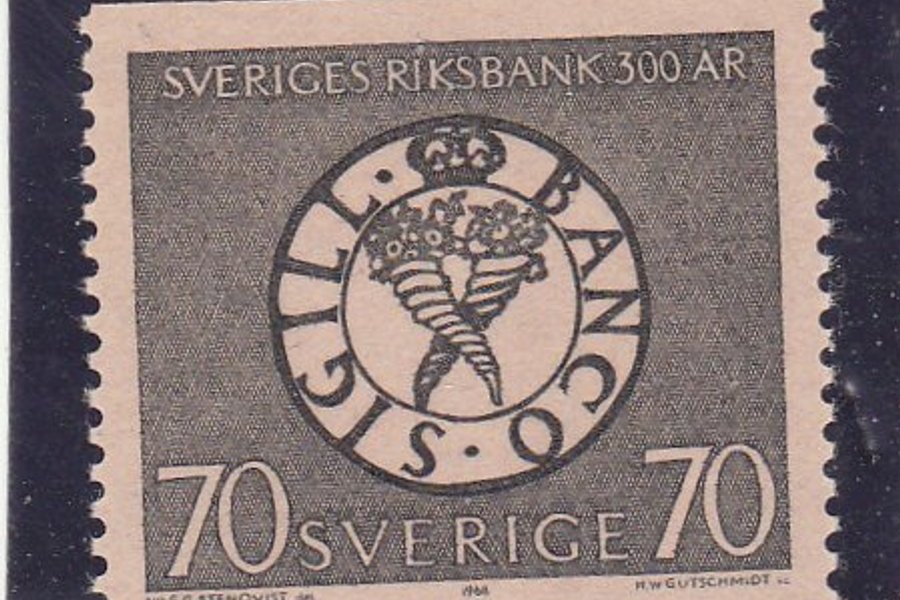 SVERIGES RIKSBANK 300 ÅR
BANCO · SIGILL ·
70 SVERIGE 70
1968 H.W GUTSCHMIDT sc